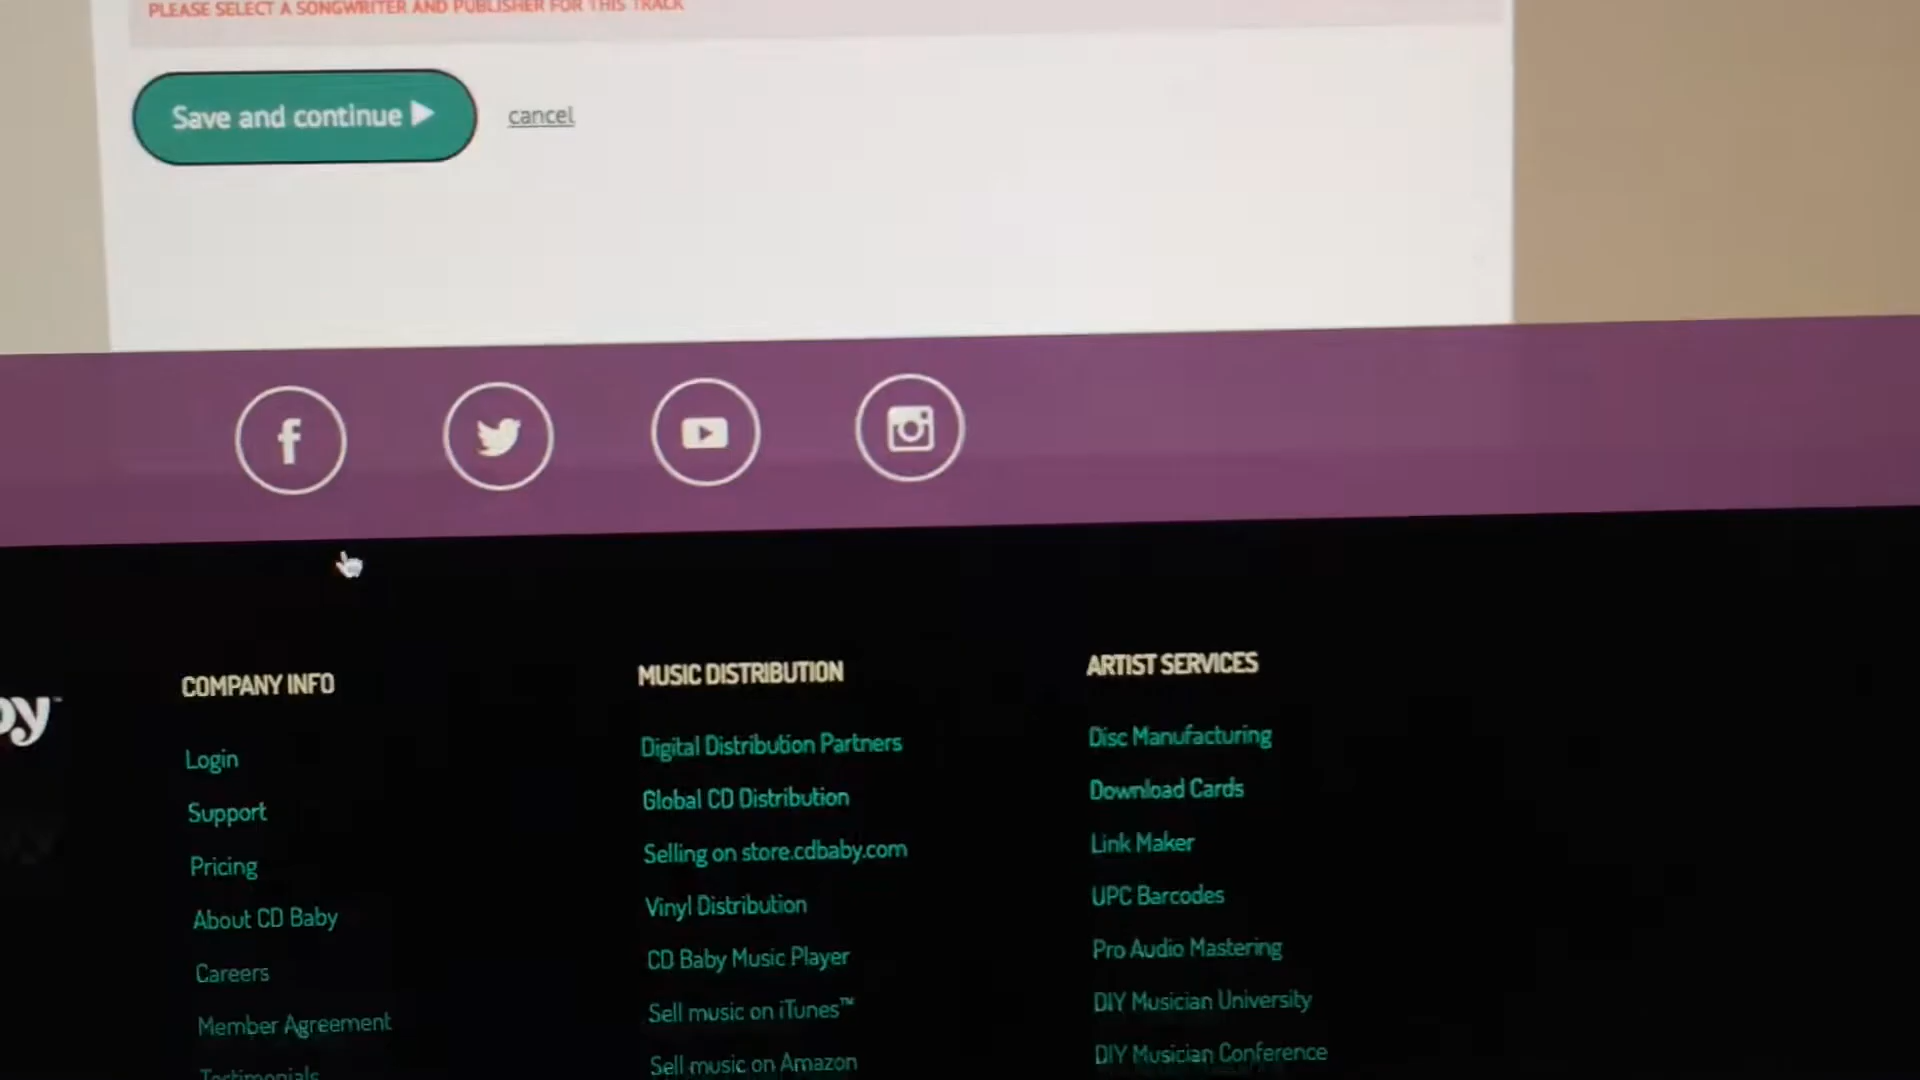 PLEASE SELECT A SONGWRITER AND PUBLISHER FOR THIS TRACK
Save and continue
cancel
by™
COMPANY INFO
Login
Support
Pricing
About CD Baby
Careers
Member Agreement
Testimonials
MUSIC DISTRIBUTION
Digital Distribution Partners
Global CD Distribution
Selling on store.cdbaby.com
Vinyl Distribution
CD Baby Music Player
Sell music on iTunes™
Sell music on Amazon
ARTIST SERVICES
Disc Manufacturing
Download Cards
Link Maker
UPC Barcodes
Pro Audio Mastering
DIY Musician University
DIY Musician Conference